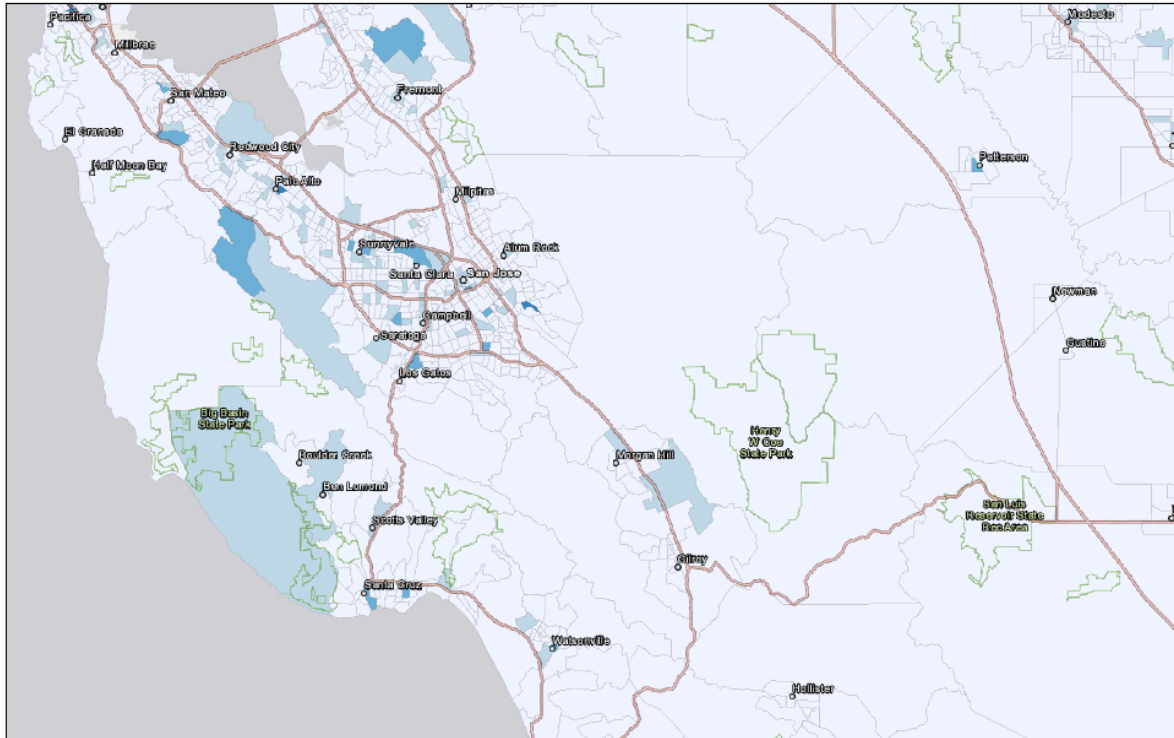 Pacifica
Modesto
Millbrae
San Mateo
Fremont
El Granada
Redwood City
Half Moon Bay
Patterson
Palo Alto
Milpitas
Sunnyvale
Alum Rock
Santa Clara
San Jose
Newman
Campbell
Saratoga
Gustine
Los Gatos
Big Basin
State Park
Henry
W Coe
State Park
Boulder Creek
Morgan Hill
Ben Lomond
San Luis
Reservoir State
Rec Area
Scotts Valley
Gilroy
Santa Cruz
Watsonville
Hollister